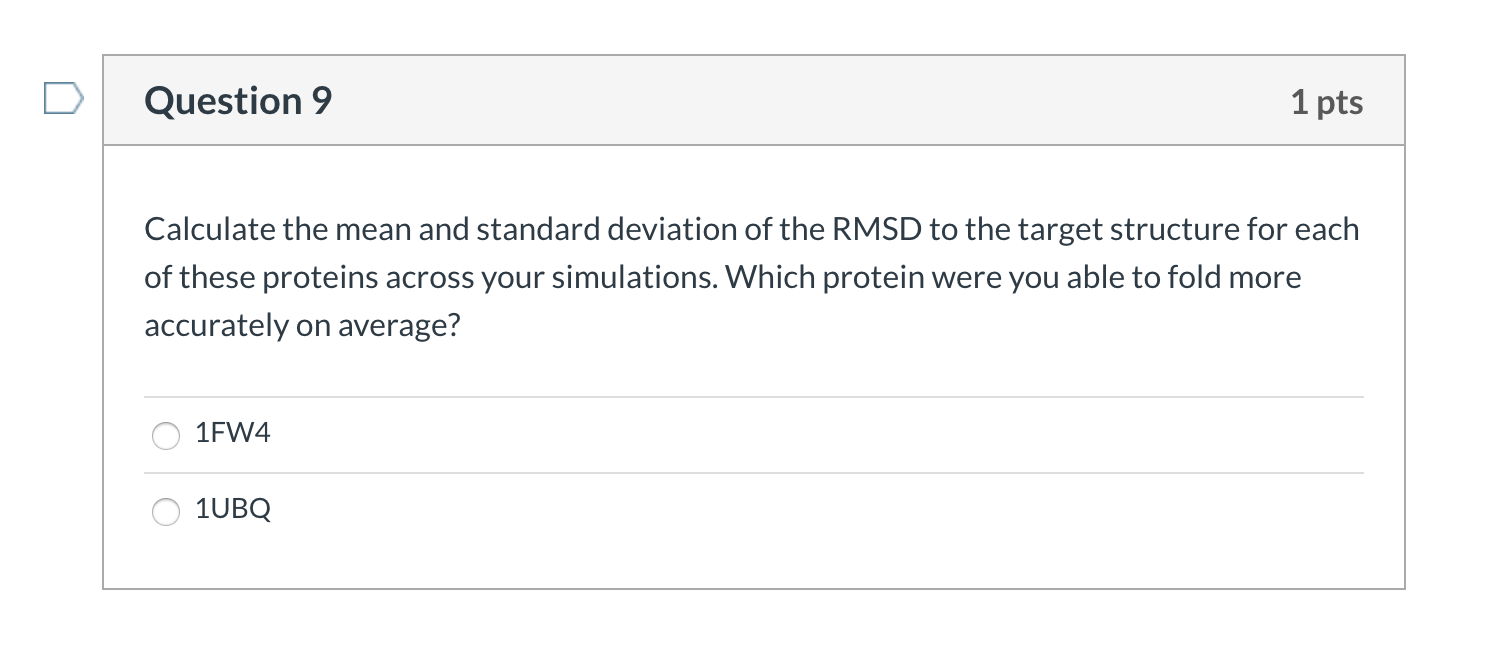 Question 9
1 pts
Calculate the mean and standard deviation of the RMSD to the target structure for each
of these proteins across your simulations. Which protein were you able to fold more
accurately on average?
1FW4
1UBQ